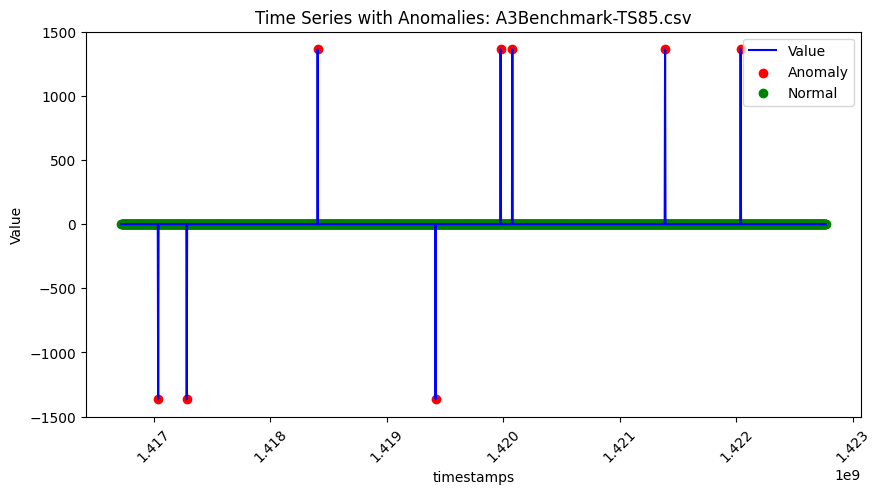 Time Series with Anomalies: A3Benchmark-TS85.csv
Value
Anomaly
Normal
1500
1000
500
0
−500
−1000
−1500
Value
1.417
1.418
1.419
1.420
1.421
1.422
1.423
1e9
timestamps